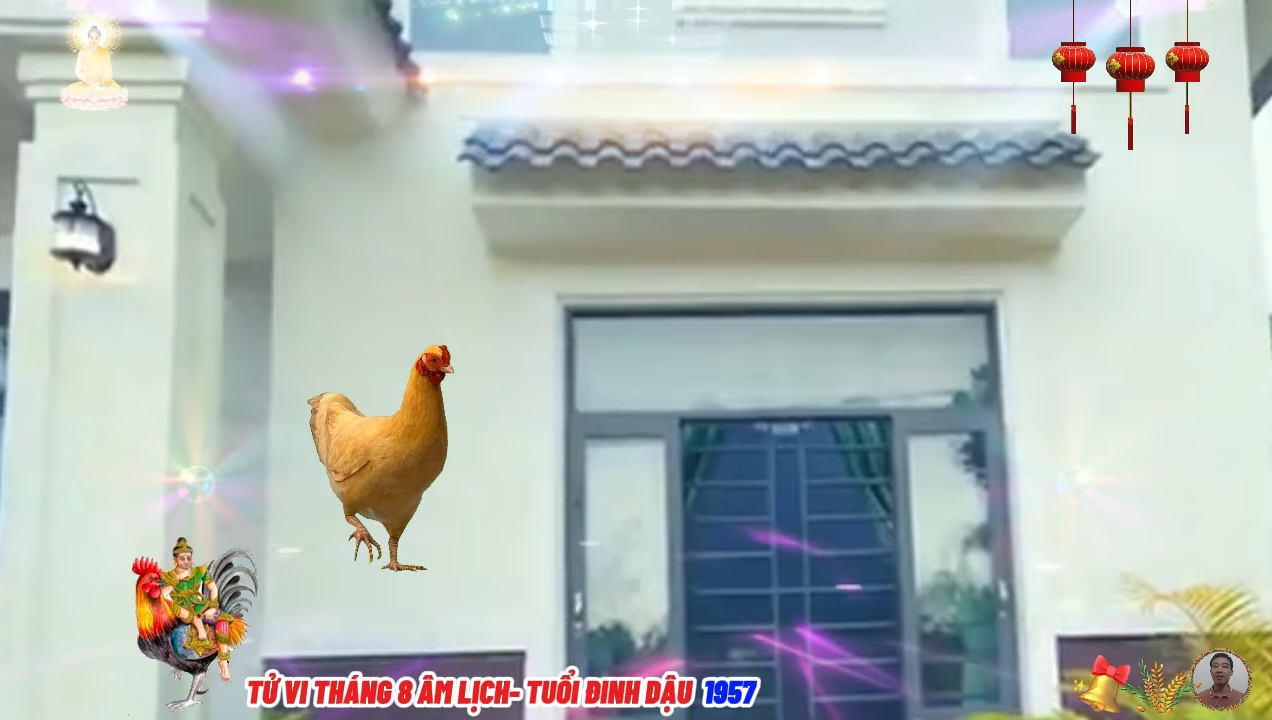 TỬ VI THÁNG 8 ÂM LỊCH- TUỔI ĐINH DẬU 1957